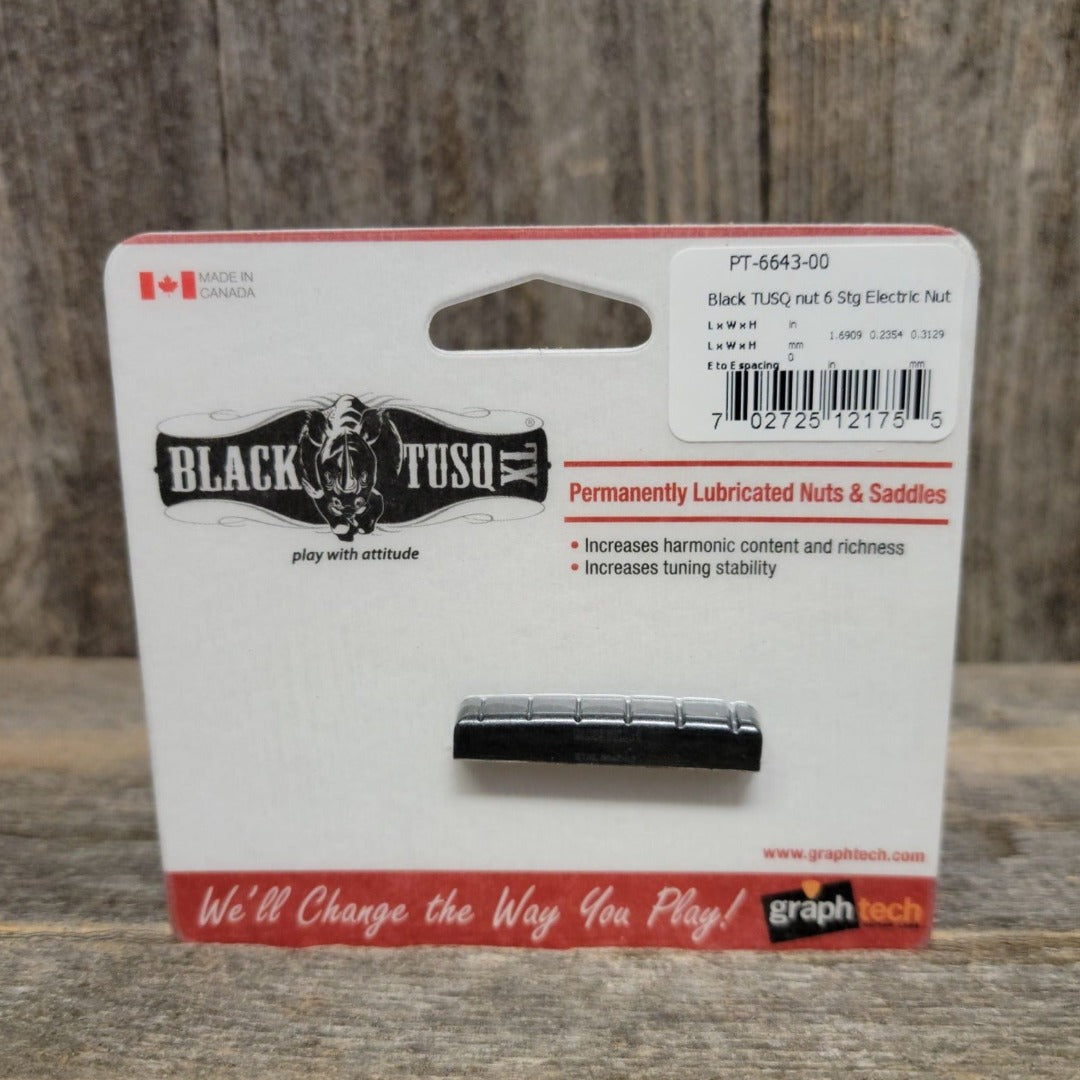 MADE IN
CANADA
PT-6643-00
Black TUSQ nut 6 Stg Electric Nut
L x W x H in 1.6909 0.2354 0.3129
L x W x H mm
0
E to E spacing in mm
7 02725 12175 5
BLACK TUSQ XL ®
play with attitude
Permanently Lubricated Nuts & Saddles
• Increases harmonic content and richness
• Increases tuning stability
www.graphtech.com
We'll Change the Way You Play!
graph tech